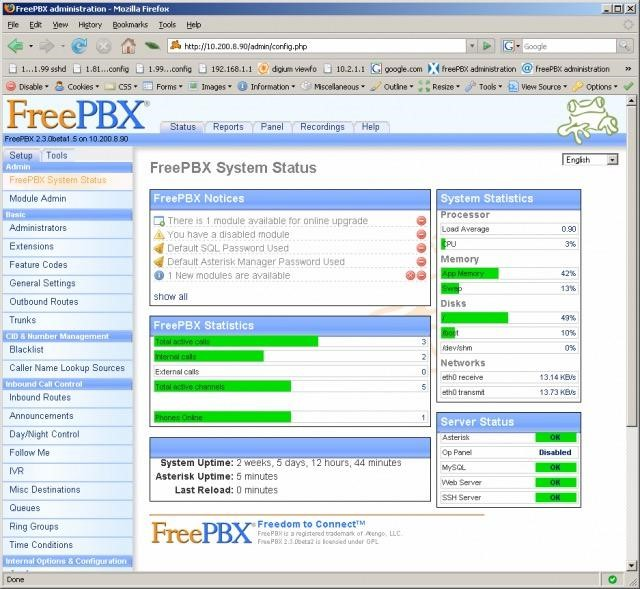 FreePBX administration - Mozilla Firefox
File Edit View History Bookmarks Tools Help
http://10.200.8.90/admin/config.php
Google
1...1.99 sshd 1.81...config 1.99...config 192.168.1.1 digium viewfo 10.2.1.1 google.com freePBX administration freePBX administration
Disable Cookies CSS Forms Images Information Miscellaneous Outline Resize Tools View Source Options
FreePBX®
Status Reports Panel Recordings Help
FreePBX 2.3.0beta1.5 on 10.200.8.90
English
Setup Tools
Admin
FreePBX System Status
Module Admin
Basic
Administrators
Extensions
Feature Codes
General Settings
Outbound Routes
Trunks
CID & Number Management
Blacklist
Caller Name Lookup Sources
Inbound Call Control
Inbound Routes
Announcements
Day/Night Control
Follow Me
IVR
Misc Destinations
Queues
Ring Groups
Time Conditions
Internal Options & Configuration
FreePBX System Status
FreePBX Notices
There is 1 module available for online upgrade
You have a disabled module
Default SQL Password Used
Default Asterisk Manager Password Used
1 New modules are available
show all
FreePBX Statistics
Total active calls 3
Internal calls 2
External calls 0
Total active channels 5
Phones Online 1
System Uptime: 2 weeks, 5 days, 12 hours, 44 minutes
Asterisk Uptime: 5 minutes
Last Reload: 0 minutes
System Statistics
Processor
Load Average 0.90
CPU 3%
Memory
App Memory 42%
Swap 13%
Disks
/ 49%
/boot 10%
/dev/shm 0%
Networks
eth0 receive 13.14 KB/s
eth0 transmit 13.73 KB/s
Server Status
Asterisk OK
Op Panel Disabled
MySQL OK
Web Server OK
SSH Server OK
FreePBX®
Freedom to Connect™
FreePBX is a registered trademark of Atengo, LLC.
FreePBX 2.3.0beta2 is licensed under GPL
Done